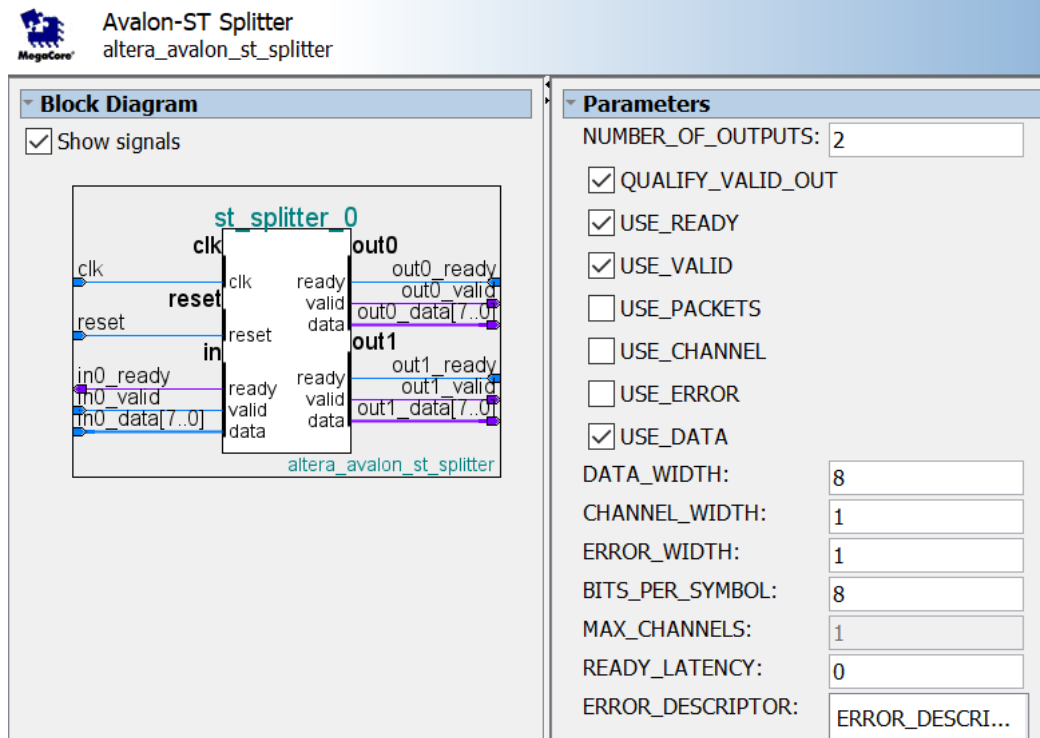 Avalon-ST Splitter
altera_avalon_st_splitter
MegaCore®
Block Diagram
Show signals
st_splitter_0
clk
out0
clk
clk
ready
out0_ready
reset
valid
out0_valid
data
out0_data[7..0]
reset
reset
in
out1
in0_ready
ready
ready
out1_ready
in0_valid
valid
valid
out1_valid
in0_data[7..0]
data
data
out1_data[7..0]
altera_avalon_st_splitter
Parameters
NUMBER_OF_OUTPUTS: 2
QUALIFY_VALID_OUT
USE_READY
USE_VALID
USE_PACKETS
USE_CHANNEL
USE_ERROR
USE_DATA
DATA_WIDTH: 8
CHANNEL_WIDTH: 1
ERROR_WIDTH: 1
BITS_PER_SYMBOL: 8
MAX_CHANNELS: 1
READY_LATENCY: 0
ERROR_DESCRIPTOR: ERROR_DESCRI...